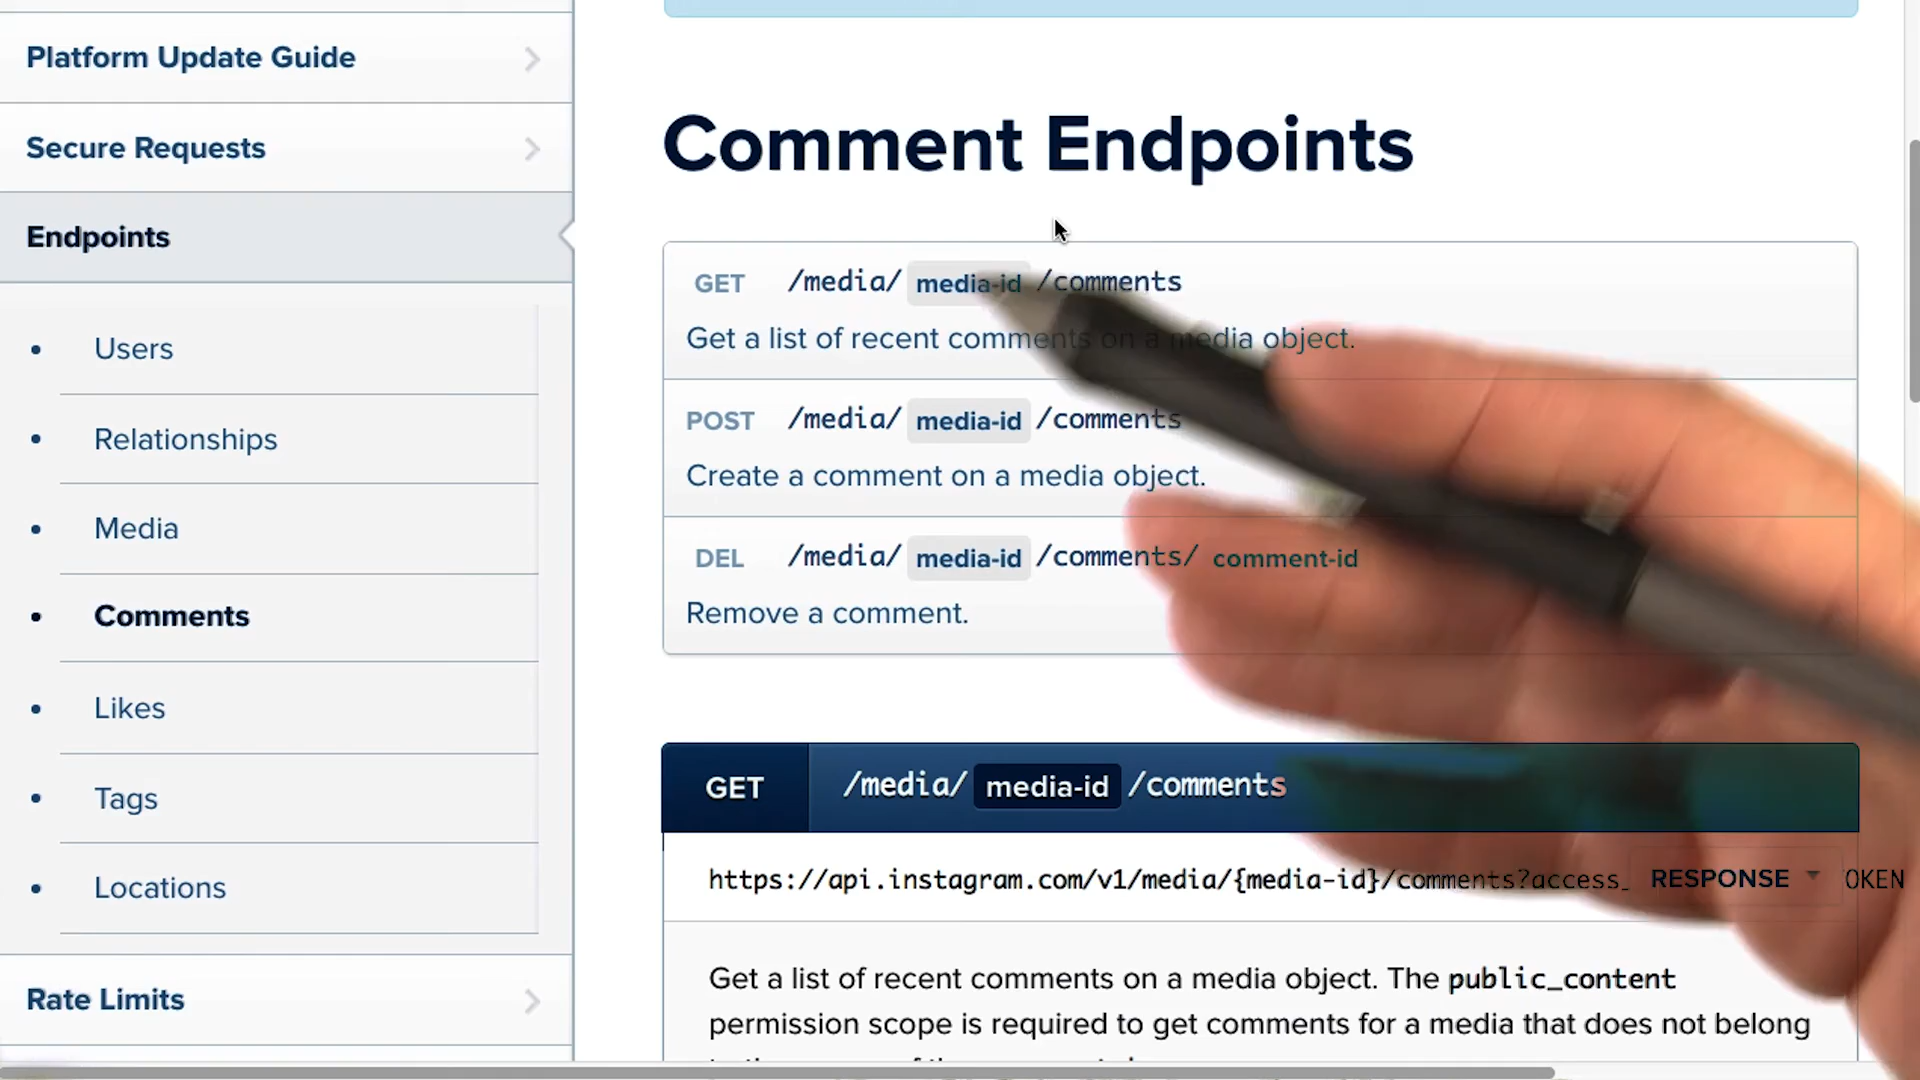 Platform Update Guide
Secure Requests
Endpoints
Users
Relationships
Media
Comments
Likes
Tags
Locations
Rate Limits
Comment Endpoints
GET /media/ media-id /comments
Get a list of recent comments on a media object.
POST /media/ media-id /comments
Create a comment on a media object.
DEL /media/ media-id /comments/ comment-id
Remove a comment.
GET /media/ media-id /comments
https://api.instagram.com/v1/media/{media-id}/comments?access_ RESPONSE OKEN
Get a list of recent comments on a media object. The public_content
permission scope is required to get comments for a media that does not belong